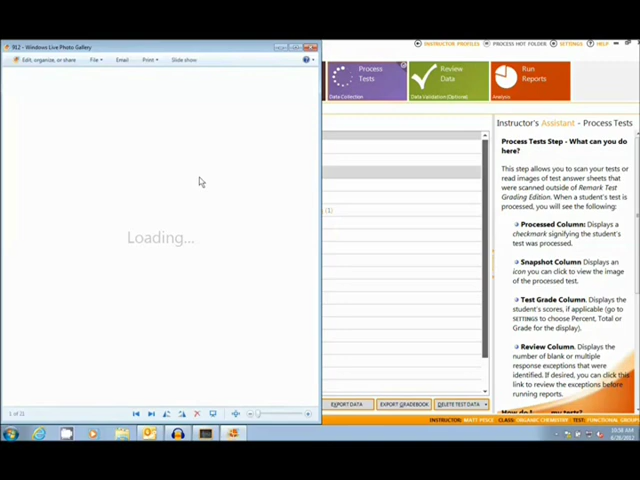 RL2 - Windows Live Photo Gallery
Edit, organize, or share
File
Email
Print
Slide show
Loading...
1 of 21
INSTRUCTOR PROFILES
PROCESS HOT FOLDER
SETTINGS
HELP
Process Tests
Data Collection
Review Data
Data Validation (Optional)
Run Reports
Analysis
(1)
EXPORT DATA
EXPORT GRADEBOOK
DELETE TEST DATA
Instructor's Assistant - Process Tests
Process Tests Step - What can you do
here?
This step allows you to scan your tests or
read images of test answer sheets that
were scanned outside of Remark Test
Grading Edition. When a student's test is
processed, you will see the following:
Processed Column: Displays a
checkmark signifying the student's
test was processed.
Snapshot Column Displays an
icon you can click to view the image
of the processed test.
Test Grade Column. Displays the
student's scores, if applicable (go to
SETTINGS to choose Percent, Total or
Grade for the display).
Review Column. Displays the
number of blank or multiple
response exceptions that were
identified. If desired, you can click this
link to review the exceptions before
running reports.
INSTRUCTOR: MATT PESCE CLASS: ORGANIC CHEMISTRY TEST: FUNCTIONAL GROUPS
10:58 AM